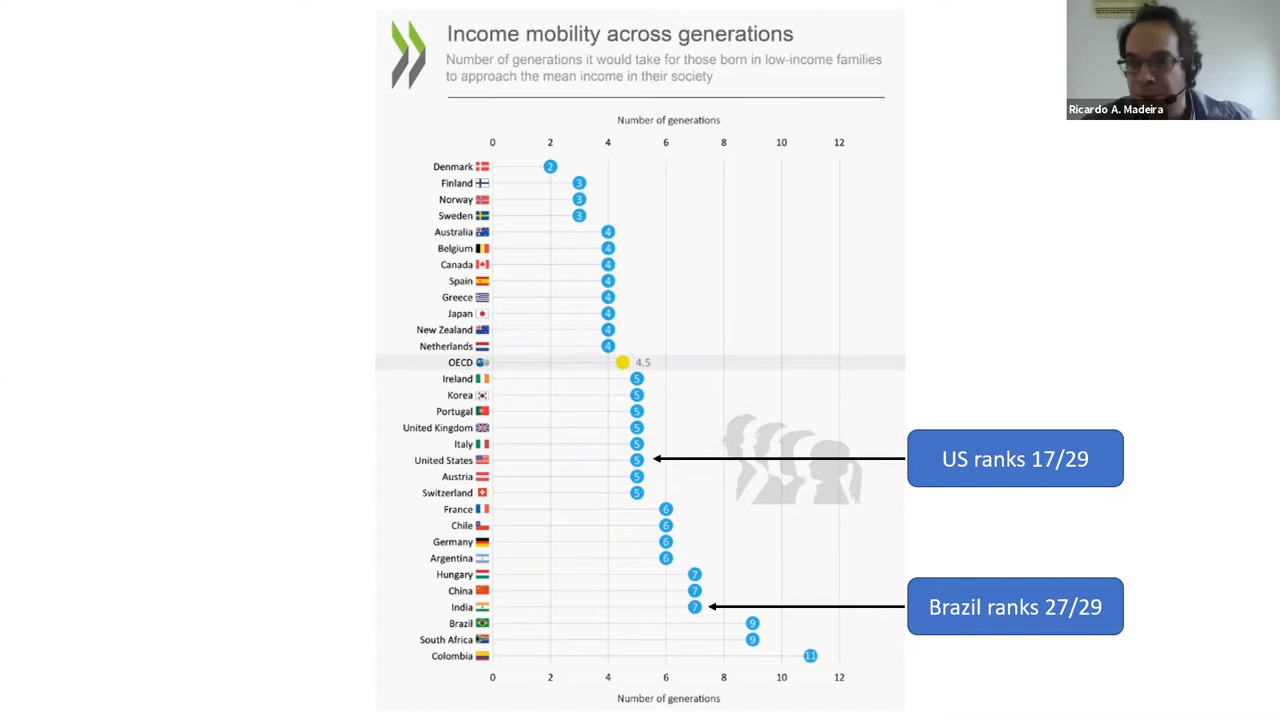 Income mobility across generations
Number of generations it would take for those born in low-income families
to approach the mean income in their society
Ricardo A. Madeira
Number of generations
0 2 4 6 8 10 12
Denmark 2
Finland 3
Norway 3
Sweden 3
Australia 4
Belgium 4
Canada 4
Spain 4
Greece 4
Japan 4
New Zealand 4
Netherlands 4
OECD 4.5
Ireland 5
Korea 5
Portugal 5
United Kingdom 5
Italy 5
United States 5
US ranks 17/29
Austria 5
Switzerland 5
France 6
Chile 6
Germany 6
Argentina 6
Hungary 7
China 7
India 7
Brazil ranks 27/29
Brazil 9
South Africa 9
Colombia 11
0 2 4 6 8 10 12
Number of generations